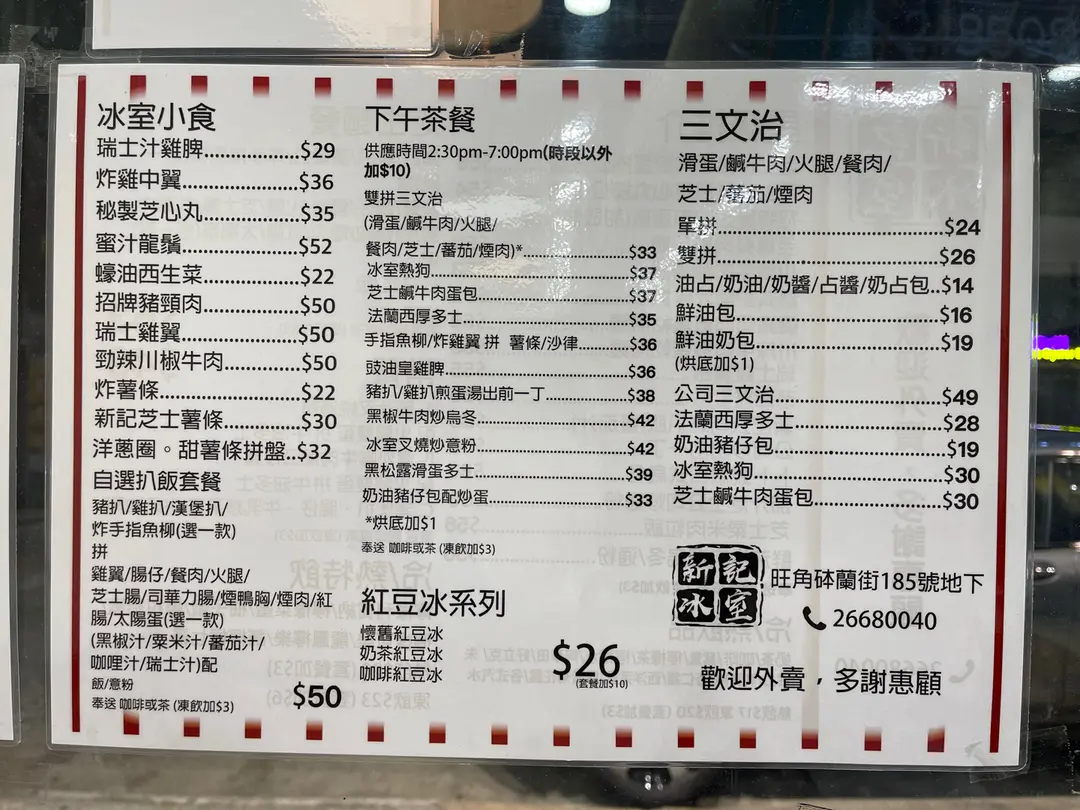 冰室小食
瑞士汁雞脾.............$29
炸雞中翼................$36
秘製芝心丸.............$35
蜜汁龍鬚................$52
蠔油西生菜.............$22
招牌豬頸肉.............$50
瑞士雞翼................$50
勁辣川椒牛肉..........$50
炸薯條...................$22
新記芝士薯條..........$30
洋蔥圈。甜薯條拼盤..$32
自選扒飯套餐
豬扒/雞扒/漢堡扒/
炸手指魚柳(選一款)
拼
雞翼/腸仔/餐肉/火腿/
芝士腸/司華力腸/煙鴨胸/煙肉/紅
腸/太陽蛋(選一款)
(黑椒汁/粟米汁/蕃茄汁/
咖喱汁/瑞士汁)配
飯/意粉
奉送 咖啡或茶 (凍飲加$3)
$50
下午茶餐
供應時間2:30pm-7:00pm(時段以外
加$10)
雙拼三文治
(滑蛋/鹹牛肉/火腿/
餐肉/芝士/蕃茄/煙肉)*..................$33
冰室熱狗..................................$37
芝士鹹牛肉蛋包..........................$37
法蘭西厚多士............................$35
手指魚柳/炸雞翼 拼 薯條/沙律........$36
豉油皇雞脾...............................$36
豬扒/雞扒/煎蛋湯出前一丁.............$38
黑椒牛肉炒烏冬..........................$42
冰室叉燒炒意粉..........................$42
黑松露滑蛋多士..........................$39
奶油豬仔包配炒蛋.......................$33
*烘底加$1
奉送 咖啡或茶 (凍飲加$3)
紅豆冰系列
懷舊紅豆冰
奶茶紅豆冰
咖啡紅豆冰
$26
(套餐加$10)
三文治
滑蛋/鹹牛肉/火腿/餐肉/
芝士/蕃茄/煙肉
單拼..................................$24
雙拼..................................$26
油占/奶油/奶醬/占醬/奶占包..$14
鮮油包...............................$16
鮮油奶包............................$19
(烘底加$1)
公司三文治.........................$49
法蘭西厚多士......................$28
奶油豬仔包.........................$19
冰室熱狗............................$30
芝士鹹牛肉蛋包...................$30
新記
冰室
旺角砵蘭街185號地下
26680040
歡迎外賣，多謝惠顧